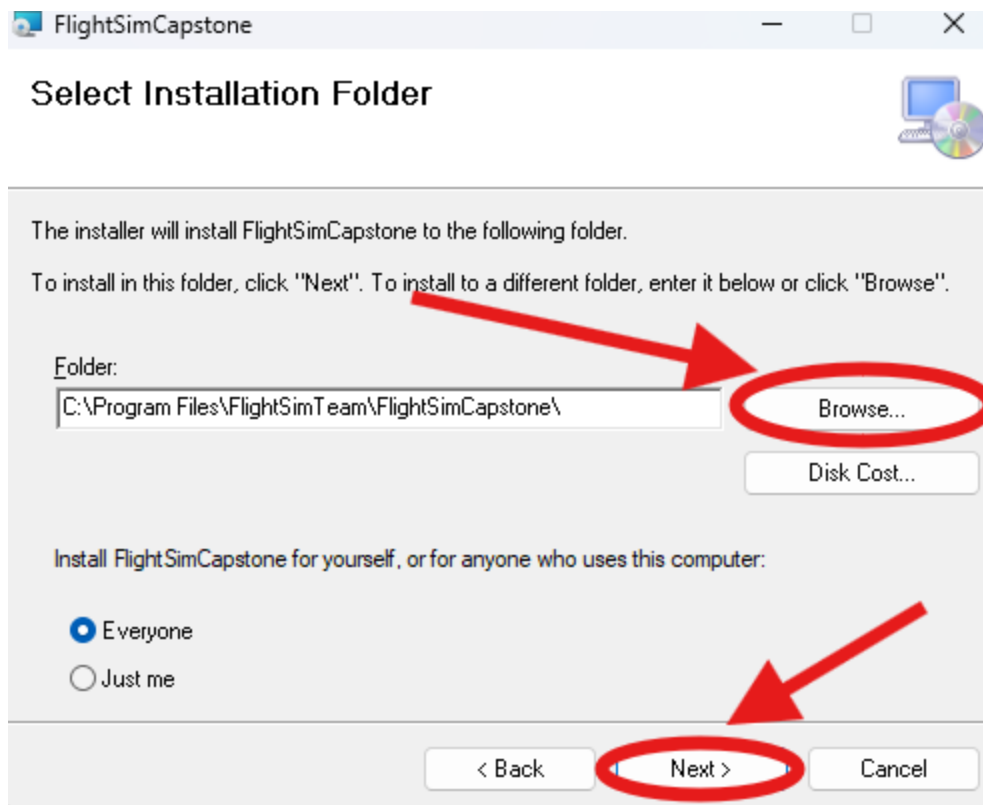 FlightSimCapstone
Select Installation Folder
The installer will install FlightSimCapstone to the following folder.
To install in this folder, click "Next". To install to a different folder, enter it below or click "Browse".
Folder:
C:\Program Files\FlightSimTeam\FlightSimCapstone\
Browse...
Disk Cost...
Install FlightSimCapstone for yourself, or for anyone who uses this computer:
Everyone
Just me
< Back
Next >
Cancel